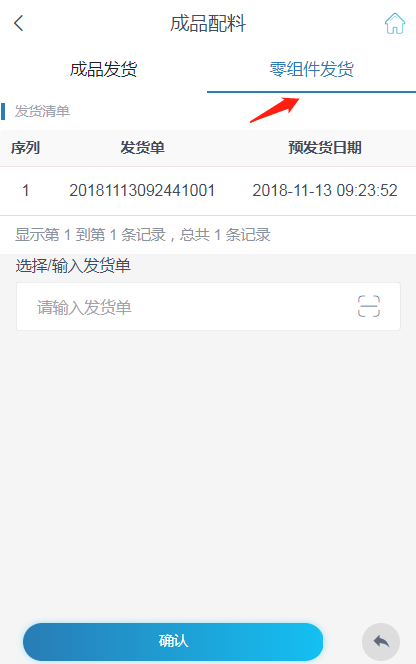 成品配料
成品发货 零组件发货
发货清单
序列 发货单 预发货日期
1 20181113092441001 2018-11-13 09:23:52
显示第 1 到第 1 条记录，总共 1 条记录
选择/输入发货单
请输入发货单
确认